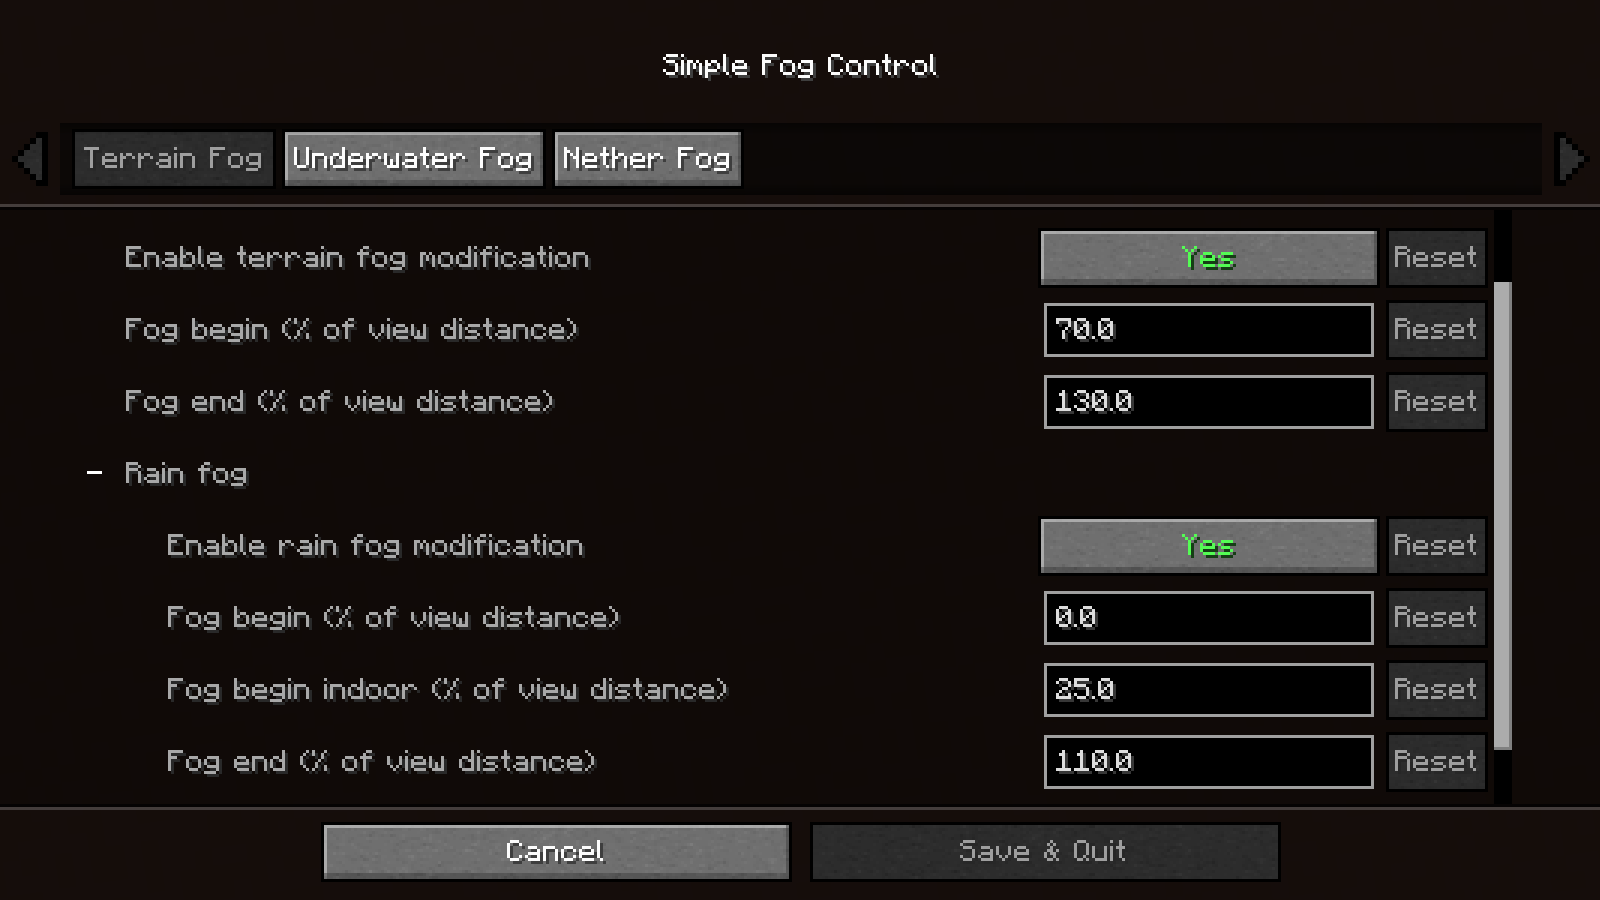 Simple Fog Control
Terrain Fog Underwater Fog Nether Fog
Enable terrain fog modification Yes Reset
Fog begin (% of view distance) 70.0 Reset
Fog end (% of view distance) 130.0 Reset
- Rain fog
Enable rain fog modification Yes Reset
Fog begin (% of view distance) 0.0 Reset
Fog begin indoor (% of view distance) 25.0 Reset
Fog end (% of view distance) 110.0 Reset
Cancel Save & Quit